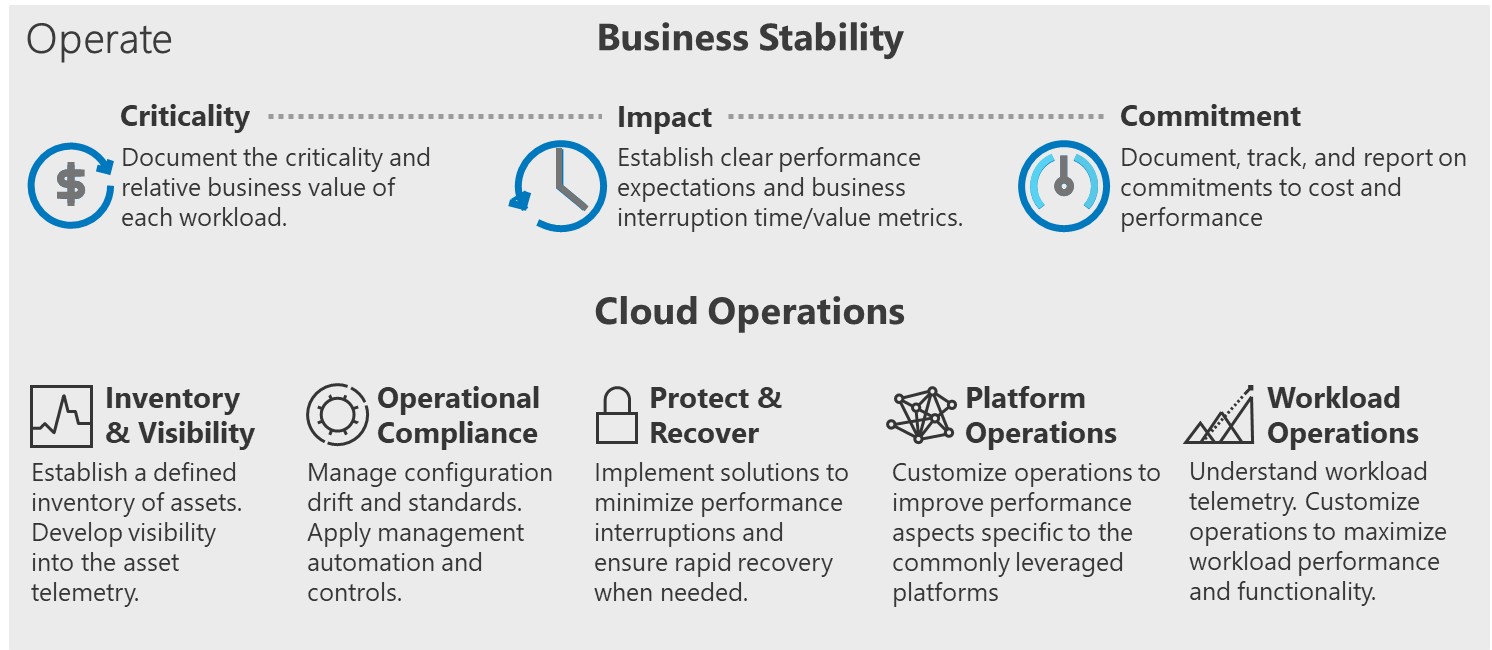 Operate
Business Stability
Criticality
Document the criticality and
relative business value of
each workload.
Impact
Establish clear performance
expectations and business
interruption time/value metrics.
Commitment
Document, track, and report on
commitments to cost and
performance
Cloud Operations
Inventory
& Visibility
Establish a defined
inventory of assets.
Develop visibility
into the asset
telemetry.
Operational
Compliance
Manage configuration
drift and standards.
Apply management
automation and
controls.
Protect &
Recover
Implement solutions to
minimize performance
interruptions and
ensure rapid recovery
when needed.
Platform
Operations
Customize operations to
improve performance
aspects specific to the
commonly leveraged
platforms
Workload
Operations
Understand workload
telemetry. Customize
operations to maximize
workload performance
and functionality.
$